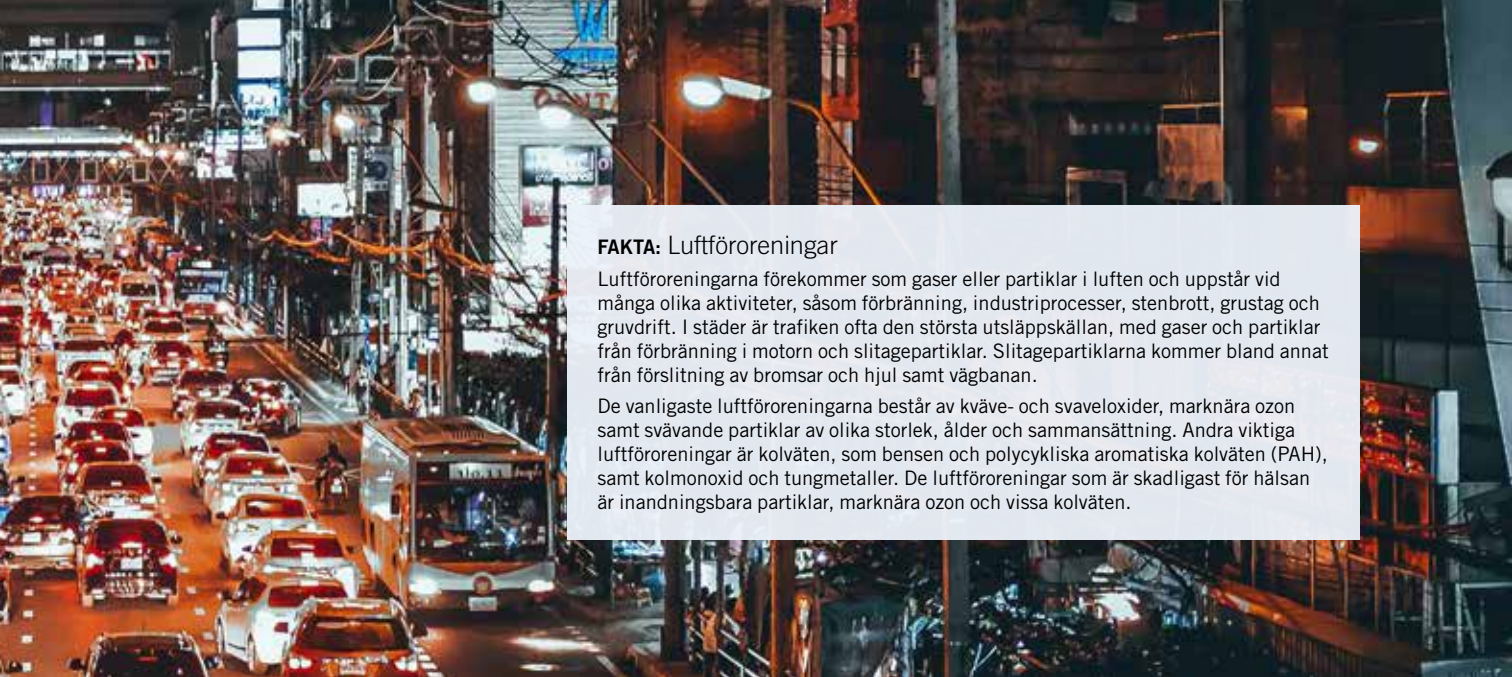 FAKTA: Luftföroreningar
Luftföroreningarna förekommer som gaser eller partiklar i luften och uppstår vid
många olika aktiviteter, såsom förbränning, industriprocesser, stenbrott, grustag och
gruvdrift. I städer är trafiken ofta den största utsläppskällan, med gaser och partiklar
från förbränning i motorn och slitagepartiklar. Slitagepartiklarna kommer bland annat
från förslitning av bromsar och hjul samt vägbanan.
De vanligaste luftföroreningarna består av kväve- och svaveloxider, marknära ozon
samt svävande partiklar av olika storlek, ålder och sammansättning. Andra viktiga
luftföroreningar är kolväten, som bensen och polycykliska aromatiska kolväten (PAH),
samt kolmonoxid och tungmetaller. De luftföroreningar som är skadligast för hälsan
är inandningsbara partiklar, marknära ozon och vissa kolväten.